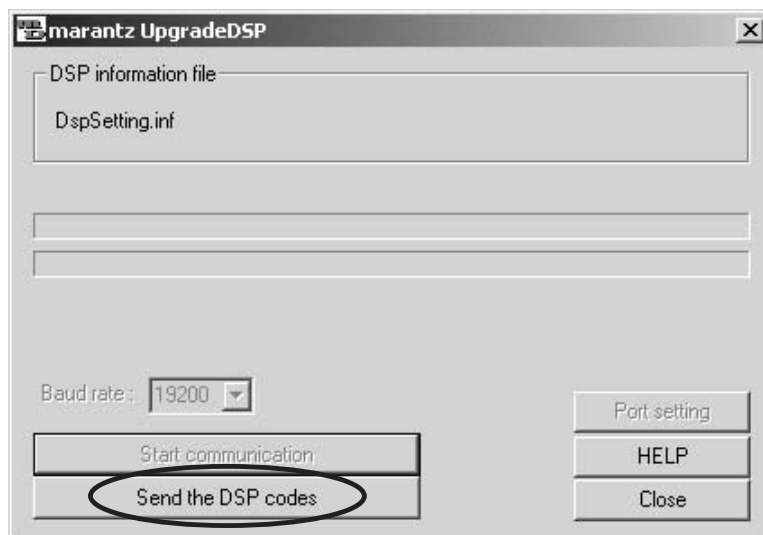 marantz UpgradeDSP
DSP information file
DspSetting.inf
Baud rate : 19200
Port setting
Start communication
HELP
Send the DSP codes
Close